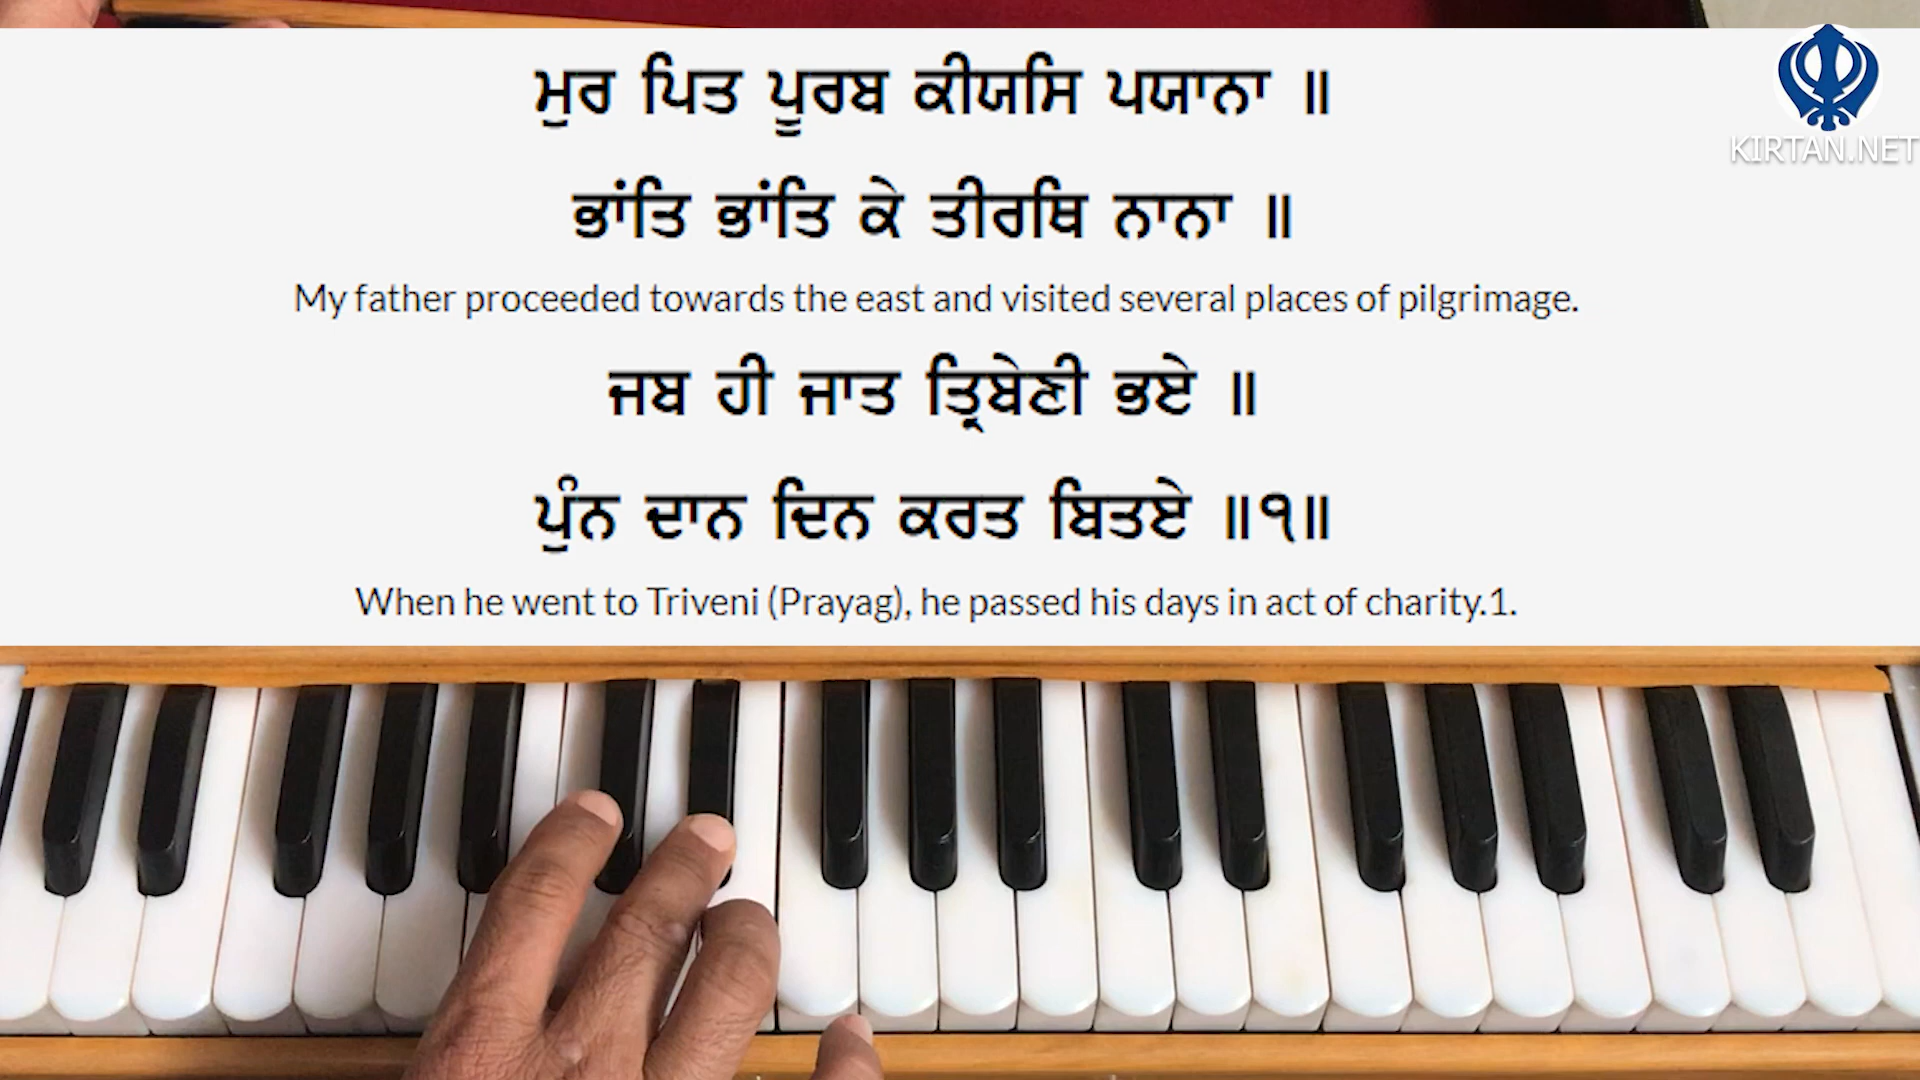 ਮੁਰ ਪਿਤ ਪੂਰਬ ਕੀਯਸਿ ਪਯਾਨਾ ॥
ਭਾਂਤਿ ਭਾਂਤਿ ਕੇ ਤੀਰਥਿ ਨਾਨਾ ॥
My father proceeded towards the east and visited several places of pilgrimage.
ਜਬ ਹੀ ਜਾਤ ਤ੍ਰਿਬੇਣੀ ਭਏ ॥
ਪੁੰਨ ਦਾਨ ਦਿਨ ਕਰਤ ਬਿਤਏ ॥੧॥
When he went to Triveni (Prayag), he passed his days in act of charity.1.
KIRTAN.NET